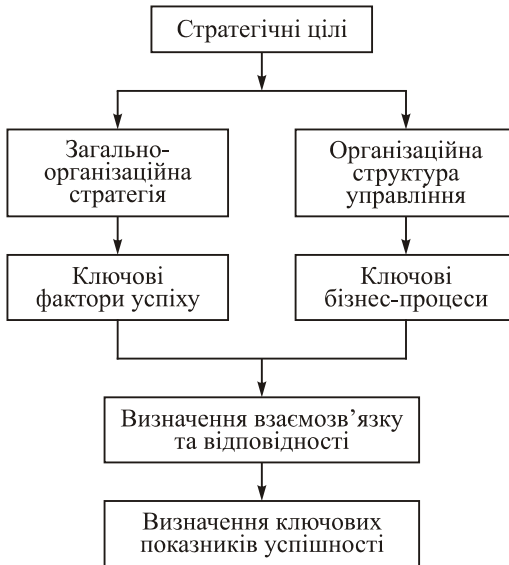 Стратегічні цілі
Загально-
організаційна
стратегія
Організаційна
структура
управління
Ключові
фактори успіху
Ключові
бізнес-процеси
Визначення взаємозв’язку
та відповідності
Визначення ключових
показників успішності